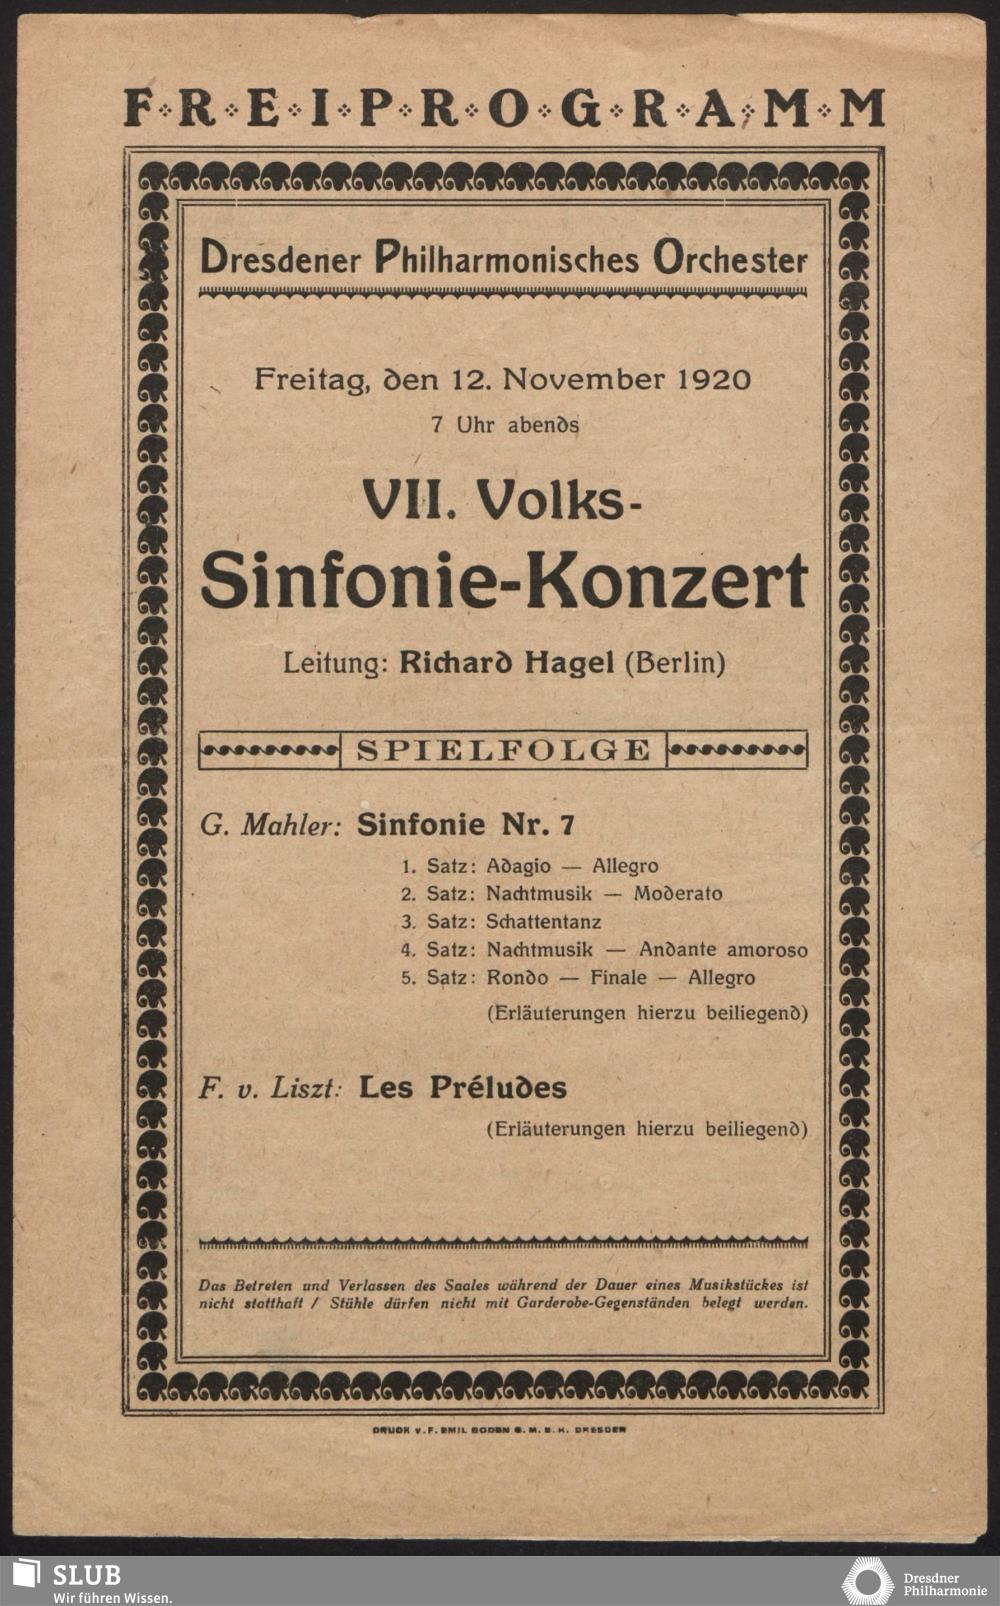 FREIPROGRAMM
Dresdener Philharmonisches Orchester
Freitag, den 12. November 1920
7 Uhr abends
VII. Volks-
Sinfonie-Konzert
Leitung: Richard Hagel (Berlin)
SPIELFOLGE
G. Mahler: Sinfonie Nr. 7
1. Satz: Adagio — Allegro
2. Satz: Nachtmusik — Moderato
3. Satz: Schattentanz
4. Satz: Nachtmusik — Andante amoroso
5. Satz: Rondo — Finale — Allegro
(Erläuterungen hierzu beiliegend)
F. v. Liszt: Les Préludes
(Erläuterungen hierzu beiliegend)
Das Betreten und Verlassen des Saales während der Dauer eines Musikstückes ist
nicht statthaft / Stühle dürfen nicht mit Garderobe-Gegenständen belegt werden.
DRUCK V. F. EMIL BODEN G. M. B. H. DRESDEN
SLUB
Wir führen Wissen.
Dresdner
Philharmonie